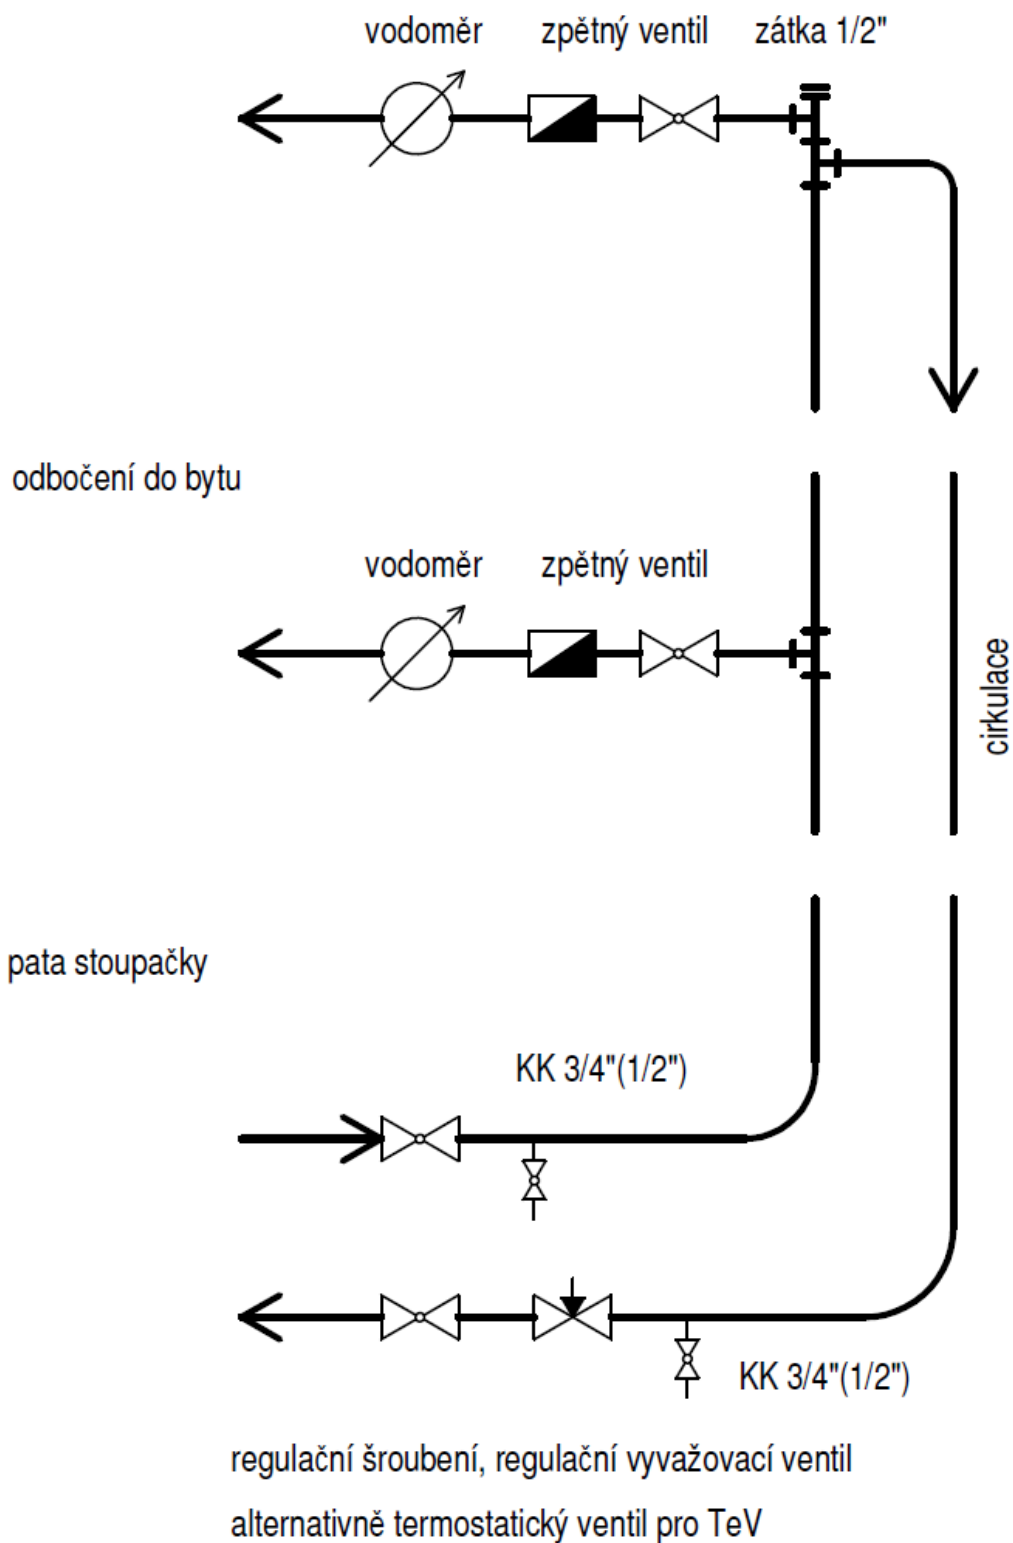 vodoměr zpětný ventil zátka 1/2"
odbočení do bytu
vodoměr zpětný ventil
cirkulace
pata stoupačky
KK 3/4"(1/2")
KK 3/4"(1/2")
regulační šroubení, regulační vyvažovací ventil
alternativně termostatický ventil pro TeV